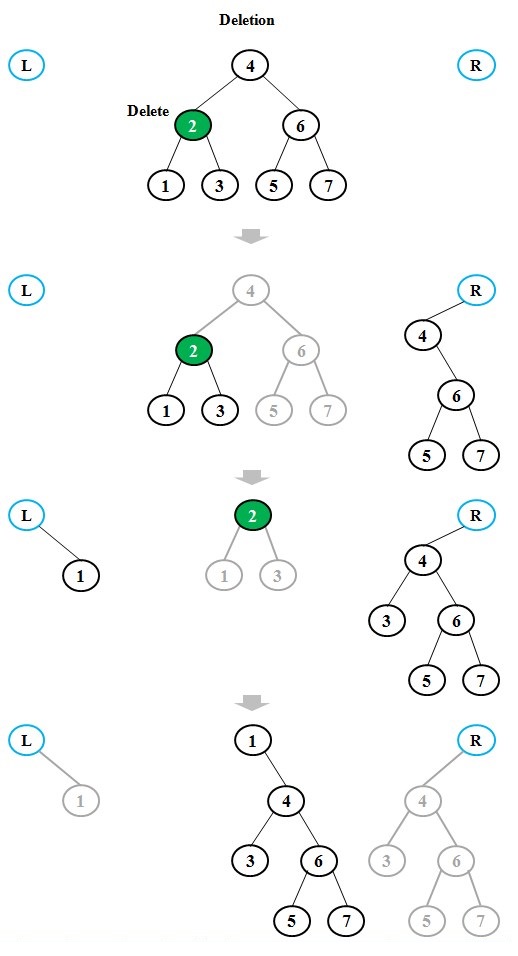 Deletion
L 4 R
Delete 2 6
1 3 5 7
L 4 R
4
2 6
6
1 3 5 7
5 7
L 2 R
4
1 1 3
3 6
5 7
L 1 R
1 4 4
3 6 3 6
5 7 5 7